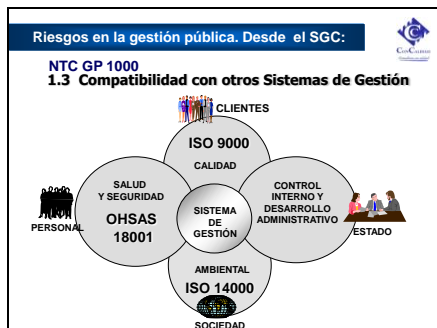 Riesgos en la gestión pública. Desde el SGC:
NTC GP 1000
1.3 Compatibilidad con otros Sistemas de Gestión
CLIENTES
ISO 9000
CALIDAD
SALUD
Y SEGURIDAD
OHSAS
18001
PERSONAL
SISTEMA
DE
GESTIÓN
CONTROL
INTERNO Y
DESARROLLO
ADMINISTRATIVO
ESTADO
AMBIENTAL
ISO 14000
SOCIEDAD